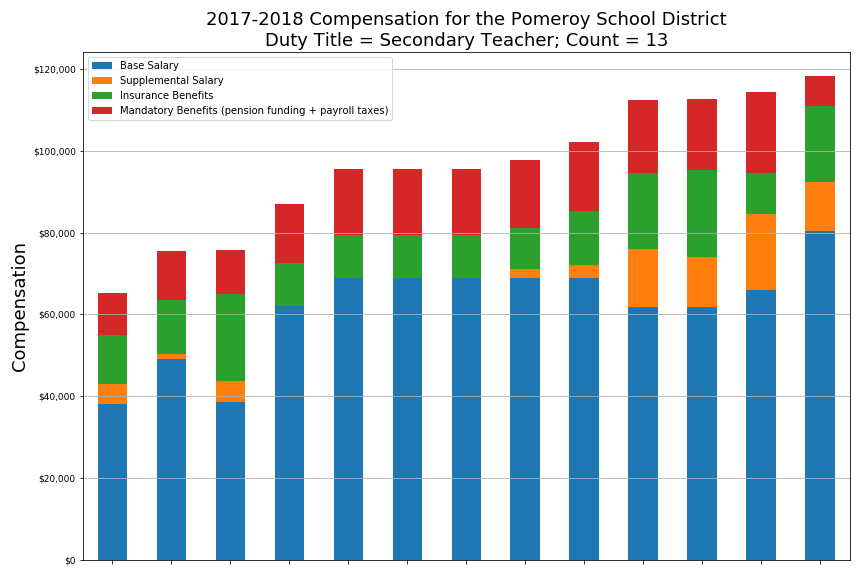 2017-2018 Compensation for the Pomeroy School District
Duty Title = Secondary Teacher; Count = 13
Base Salary
Supplemental Salary
Insurance Benefits
Mandatory Benefits (pension funding + payroll taxes)
$120,000
$100,000
$80,000
$60,000
$40,000
$20,000
$0
Compensation